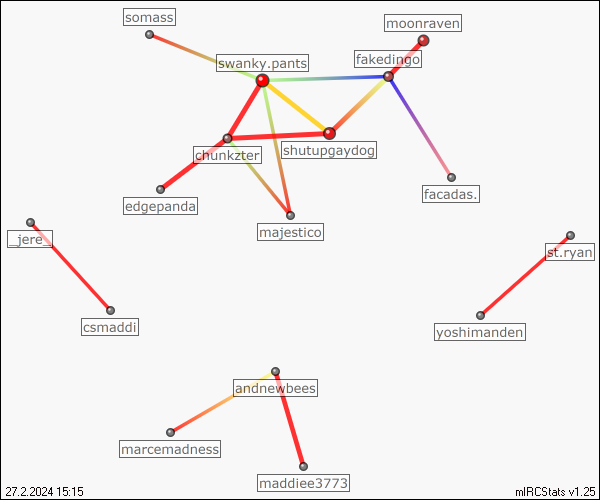 somass
moonraven
swanky.pants
fakedingo
chunkzter
shutupgaydog
edgepanda
facadas.
majestico
_jere_
st.ryan
csmaddi
yoshimanden
andnewbees
marcemadness
maddiee3773
27.2.2024 15:15
mIRCStats v1.25